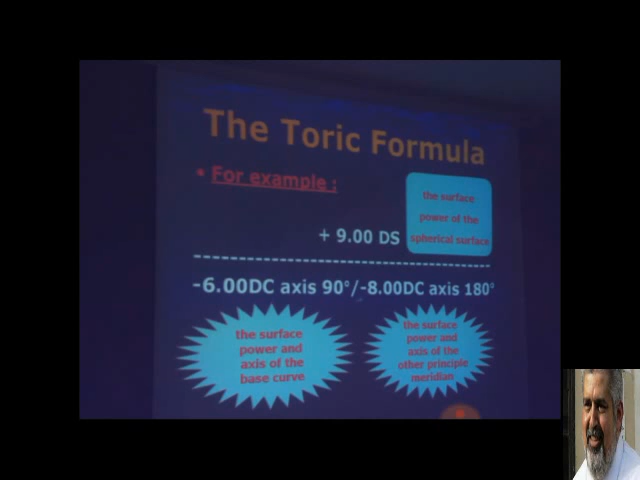 The Toric Formula
• For example :
the surface
power of the
spherical surface
+ 9.00 DS
-6.00DC axis 90°/-8.00DC axis 180°
the surface
power and
axis of the
base curve
the surface
power and
axis of the
other principle
meridian